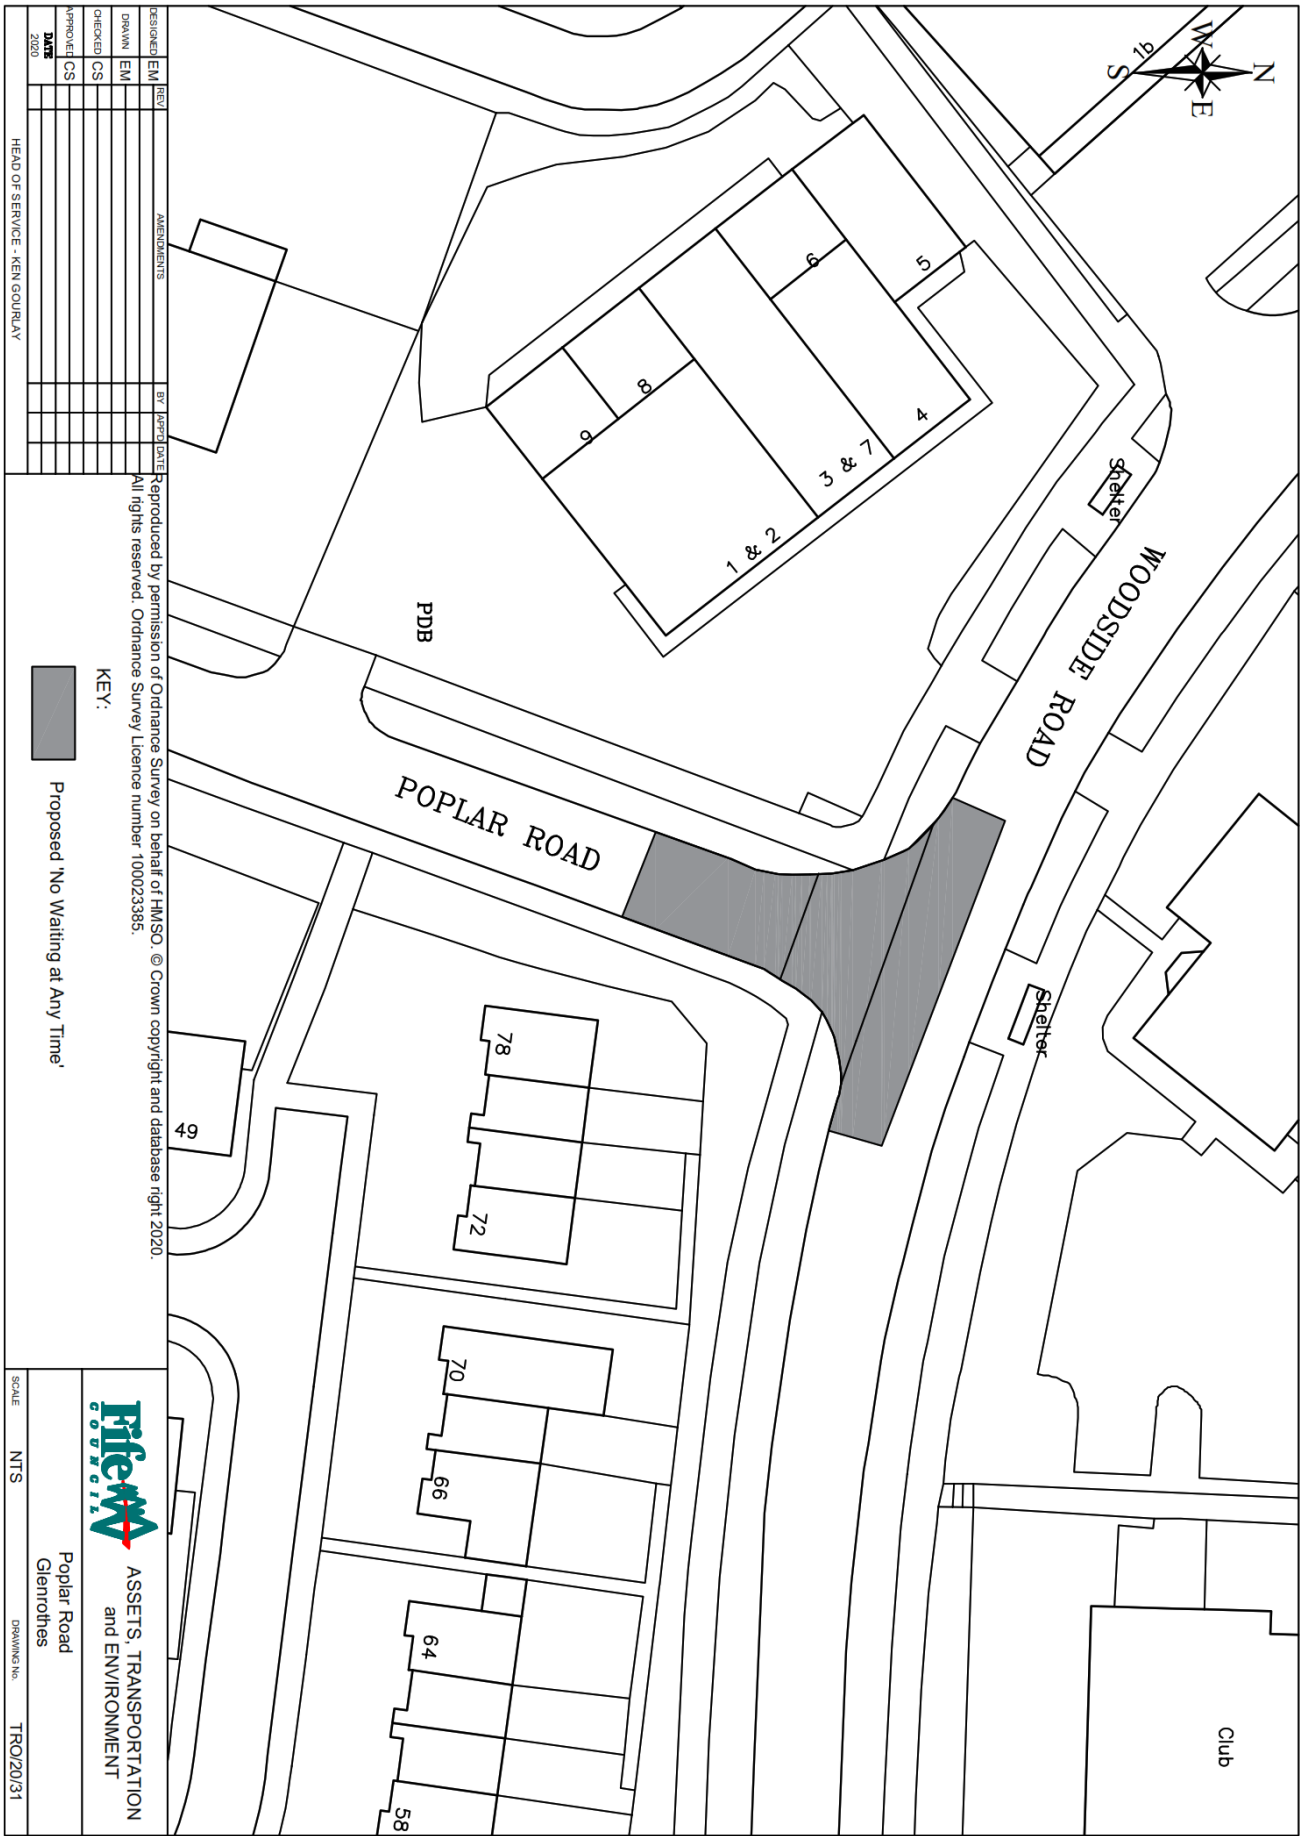 N
W
E
S
1b
5
6
4
3 & 7
8
9
1 & 2
Shelter
WOODSIDE ROAD
PDB
POPLAR ROAD
Shelter
78
72
49
70
66
64
58
Club
DESIGNED EM
DRAWN EM
CHECKED CS
APPROVED CS
DATE
2020
REV AMENDMENTS BY APP'D DATE
HEAD OF SERVICE - KEN GOURLAY
Reproduced by permission of Ordnance Survey on behalf of HMSO. © Crown copyright and database right 2020.
All rights reserved. Ordnance Survey Licence number 100023385.
KEY:
Proposed 'No Waiting at Any Time'
Fife
COUNCIL
ASSETS, TRANSPORTATION
and ENVIRONMENT
Poplar Road
Glenrothes
SCALE NTS
DRAWING No. TRO/20/31